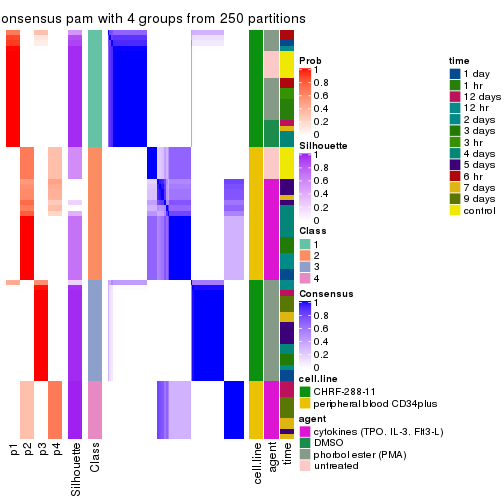 onsensus pam with 4 groups from 250 partitions
Prob
1
0.8
0.6
0.4
0.2
0
Silhouette
1
0.8
0.6
0.4
0.2
0
Class
1
2
3
4
Consensus
1
0.8
0.6
0.4
0.2
0
cell.line
CHRF-288-11
peripheral blood CD34plus
agent
cytokines (TPO, IL-3, Flt3-L)
DMSO
phorbol ester (PMA)
untreated
time
1 day
1 hr
12 days
12 hr
2 days
3 days
3 hr
4 days
5 days
6 hr
7 days
9 days
control
p1
p2
p3
p4
Silhouette
Class
cell.line
agent
time